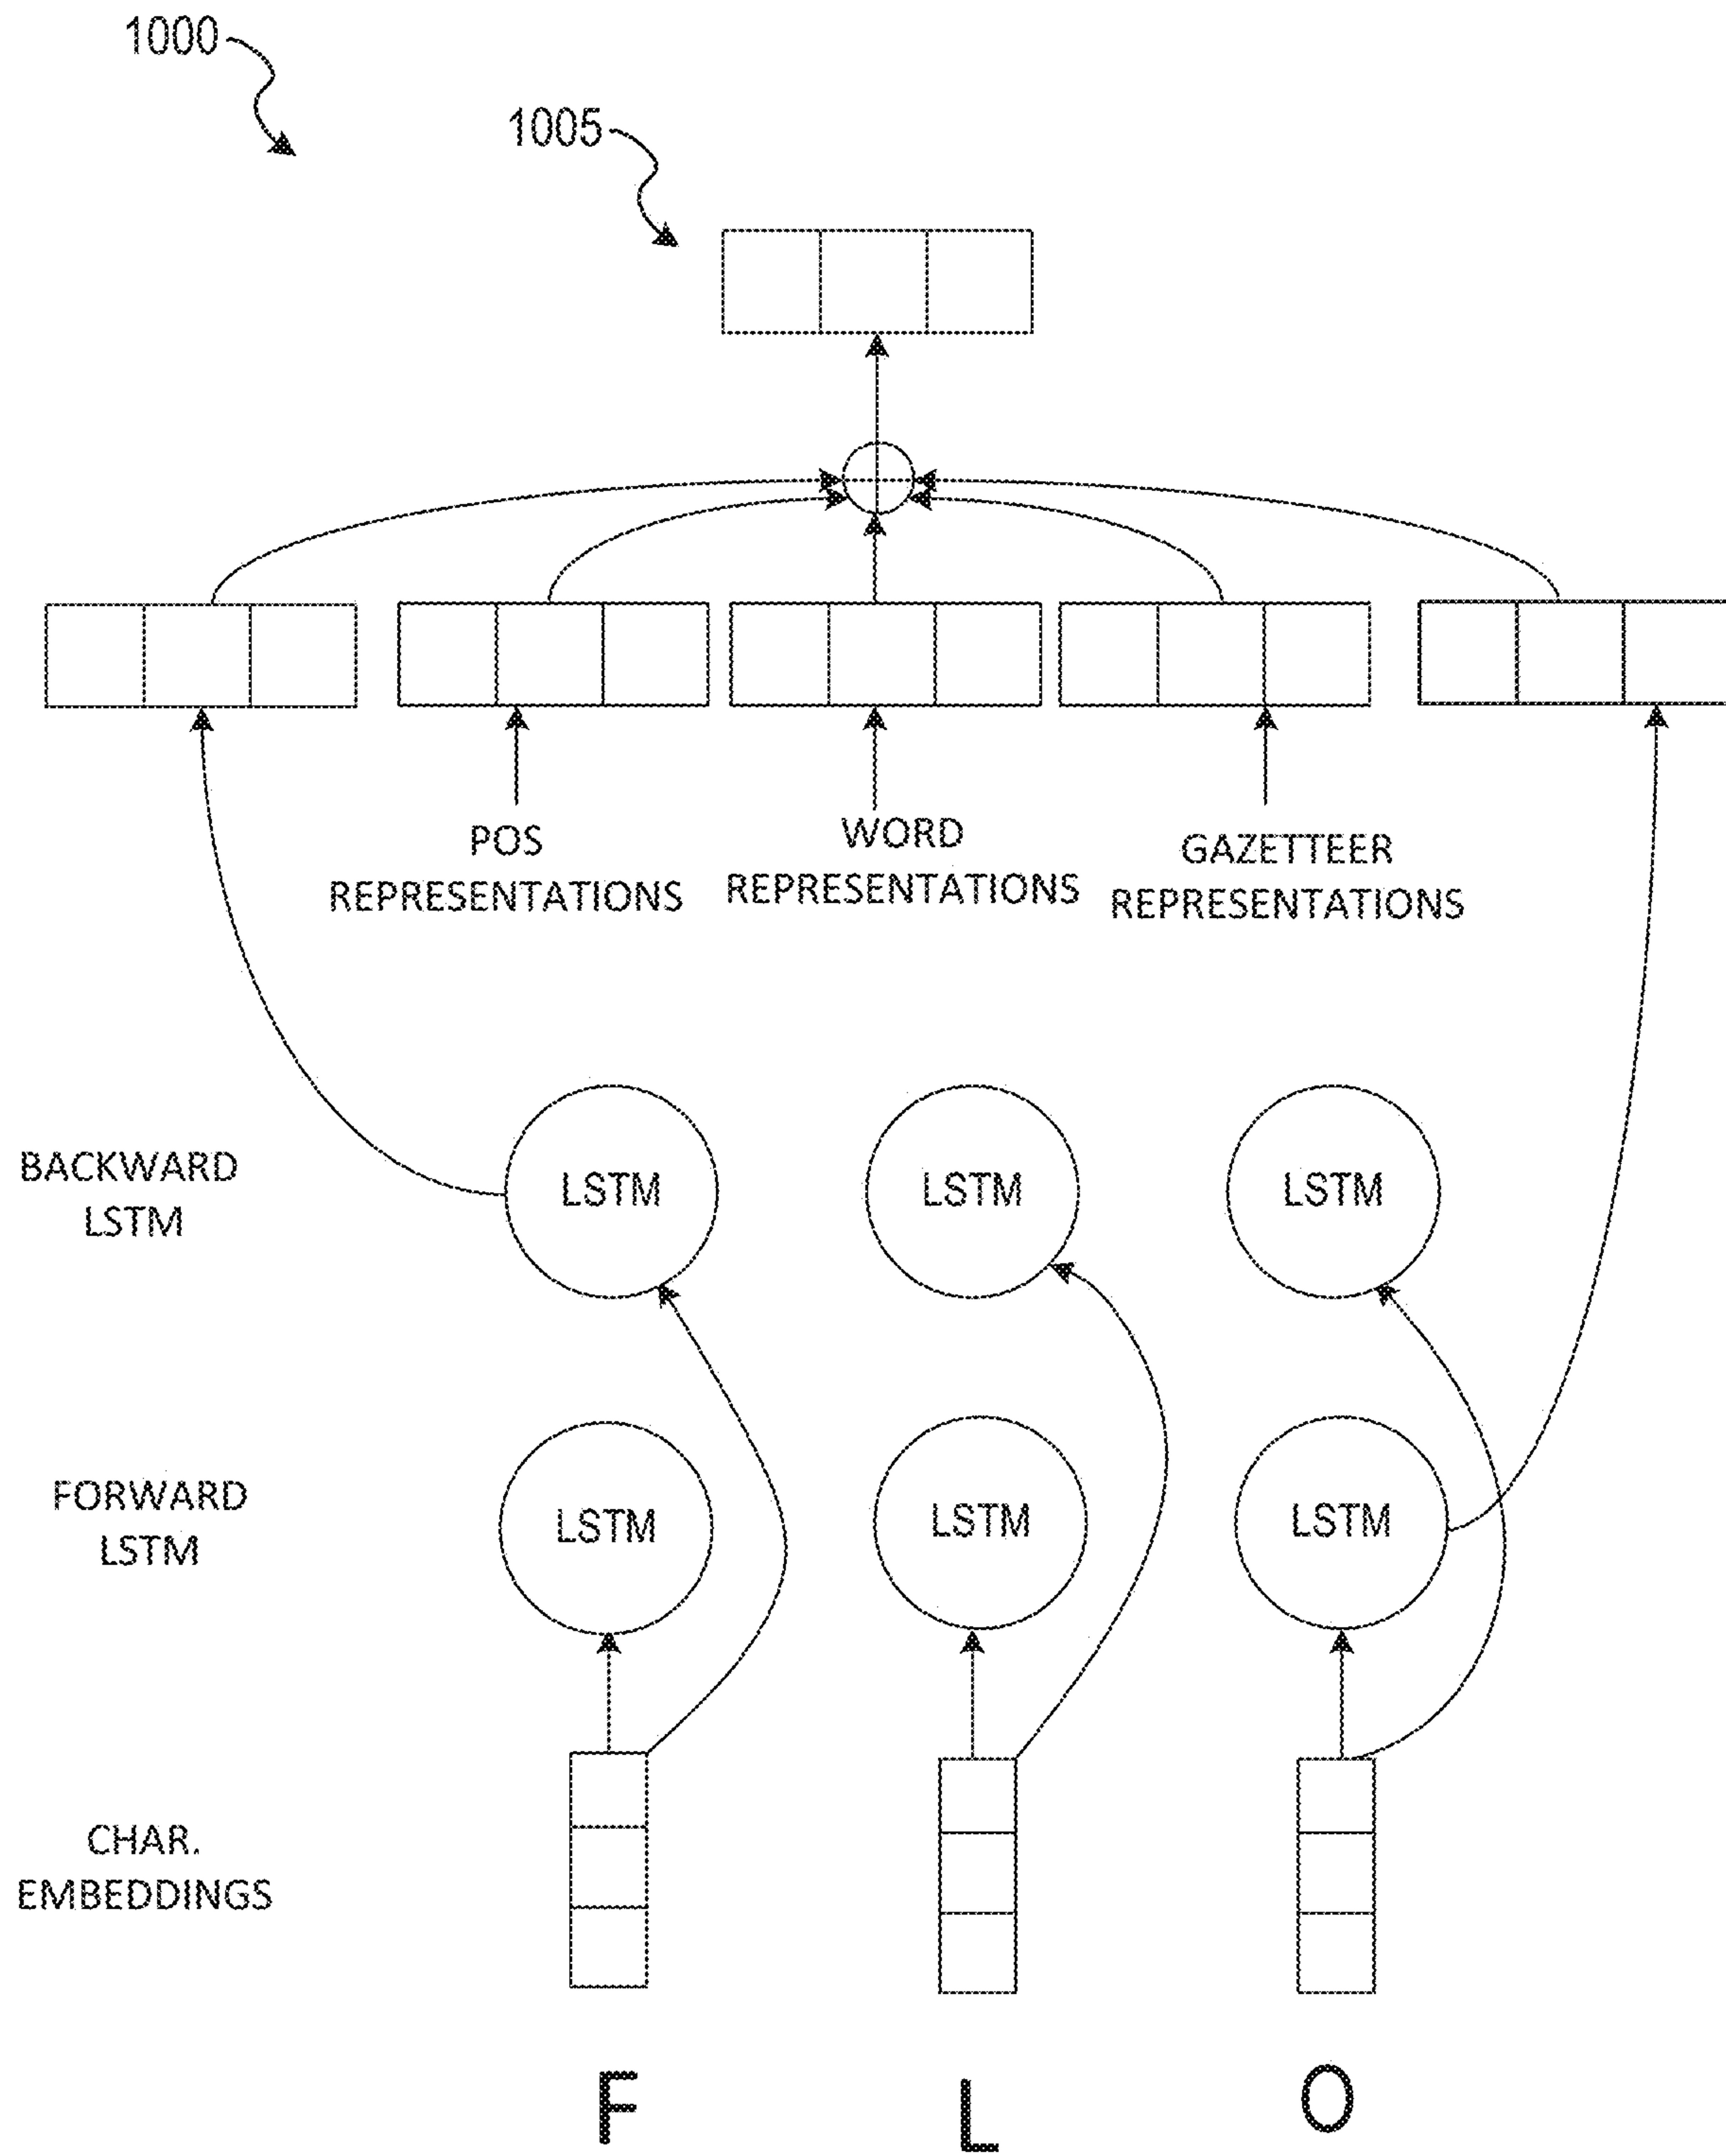 1000
1005
POS
REPRESENTATIONS
WORD
REPRESENTATIONS
GAZETTEER
REPRESENTATIONS
BACKWARD
LSTM
LSTM
LSTM
LSTM
FORWARD
LSTM
LSTM
LSTM
LSTM
CHAR.
EMBEDDINGS
F
L
O